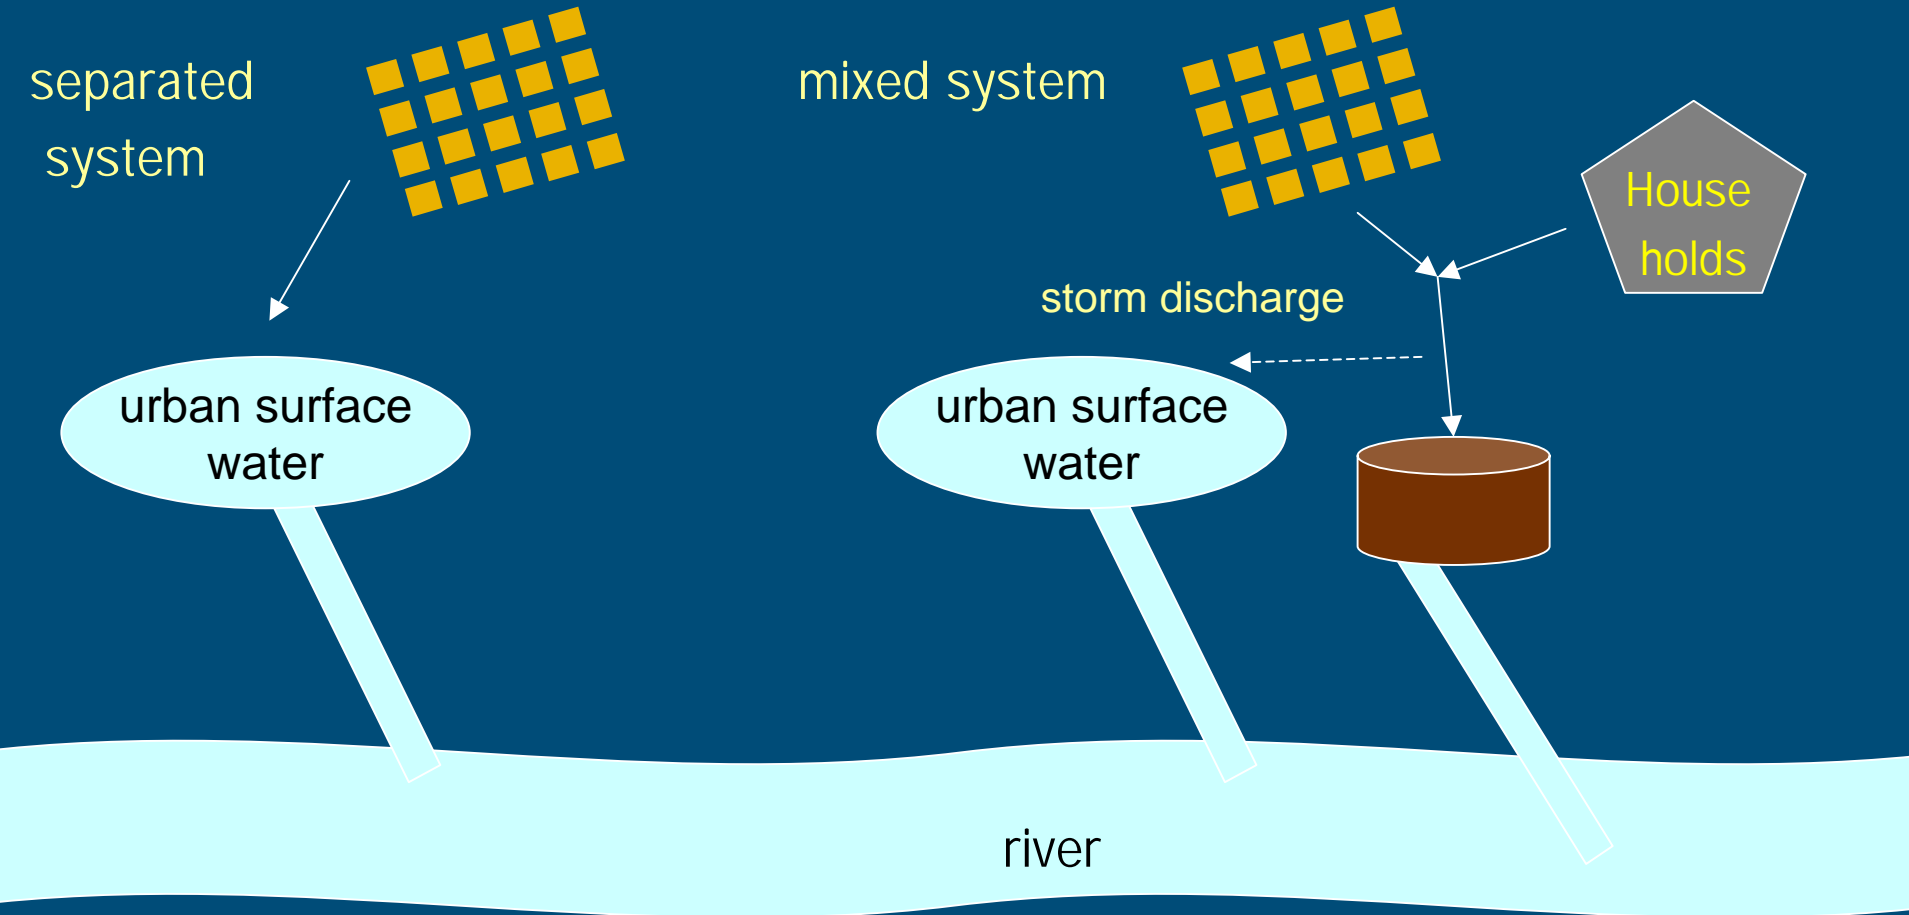 separated
system
mixed system
House
holds
storm discharge
urban surface
water
urban surface
water
river